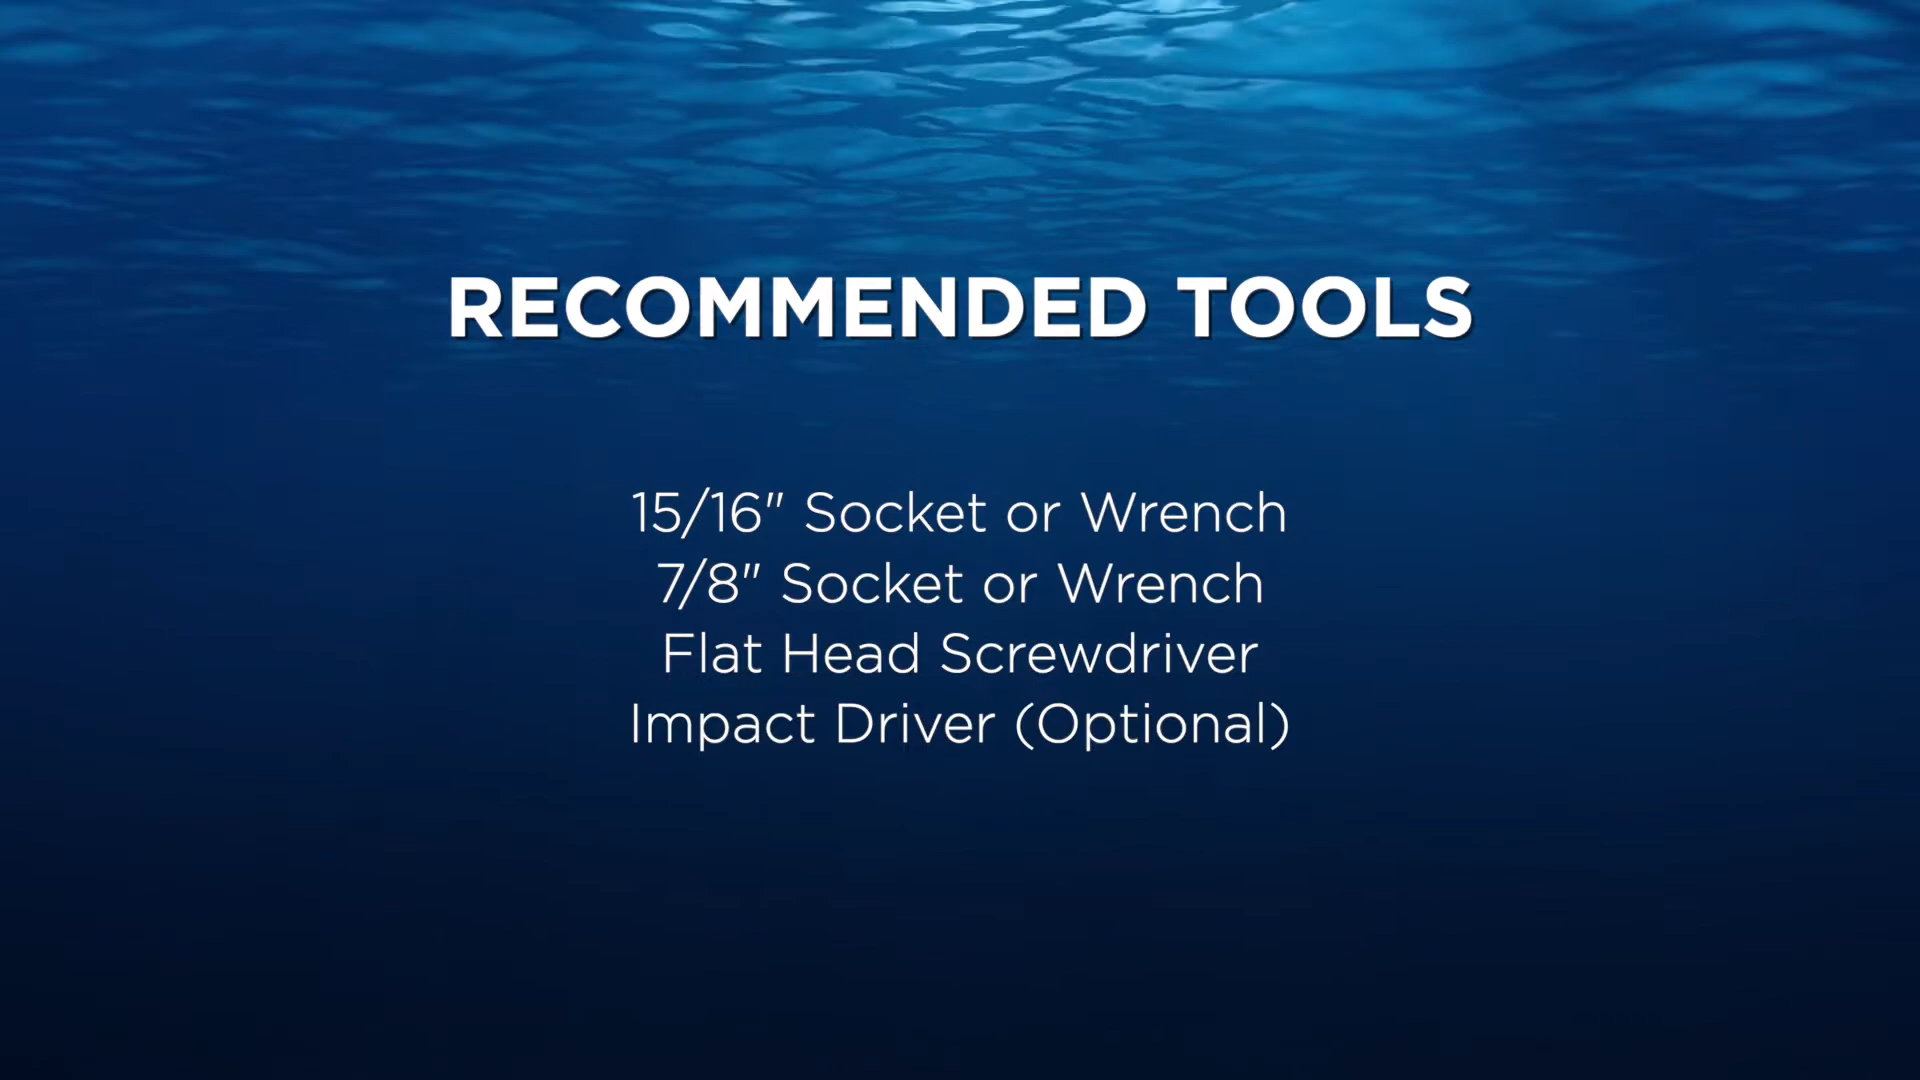 RECOMMENDED TOOLS
15/16" Socket or Wrench
7/8" Socket or Wrench
Flat Head Screwdriver
Impact Driver (Optional)